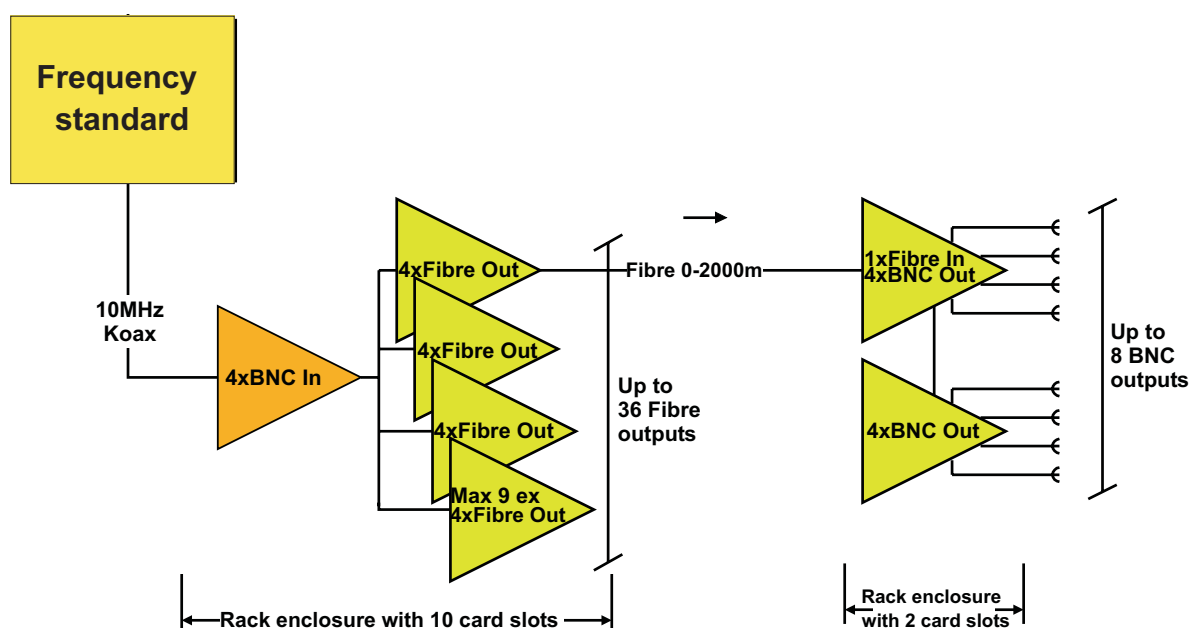 Frequency
standard
10MHz
Koax
4xBNC In
4xFibre Out
4xFibre Out
4xFibre Out
Max 9 ex
4xFibre Out
Up to
36 Fibre
outputs
Fibre 0-2000m
1xFibre In
4xBNC Out
4xBNC Out
Up to
8 BNC
outputs
Rack enclosure with 10 card slots
Rack enclosure
with 2 card slots